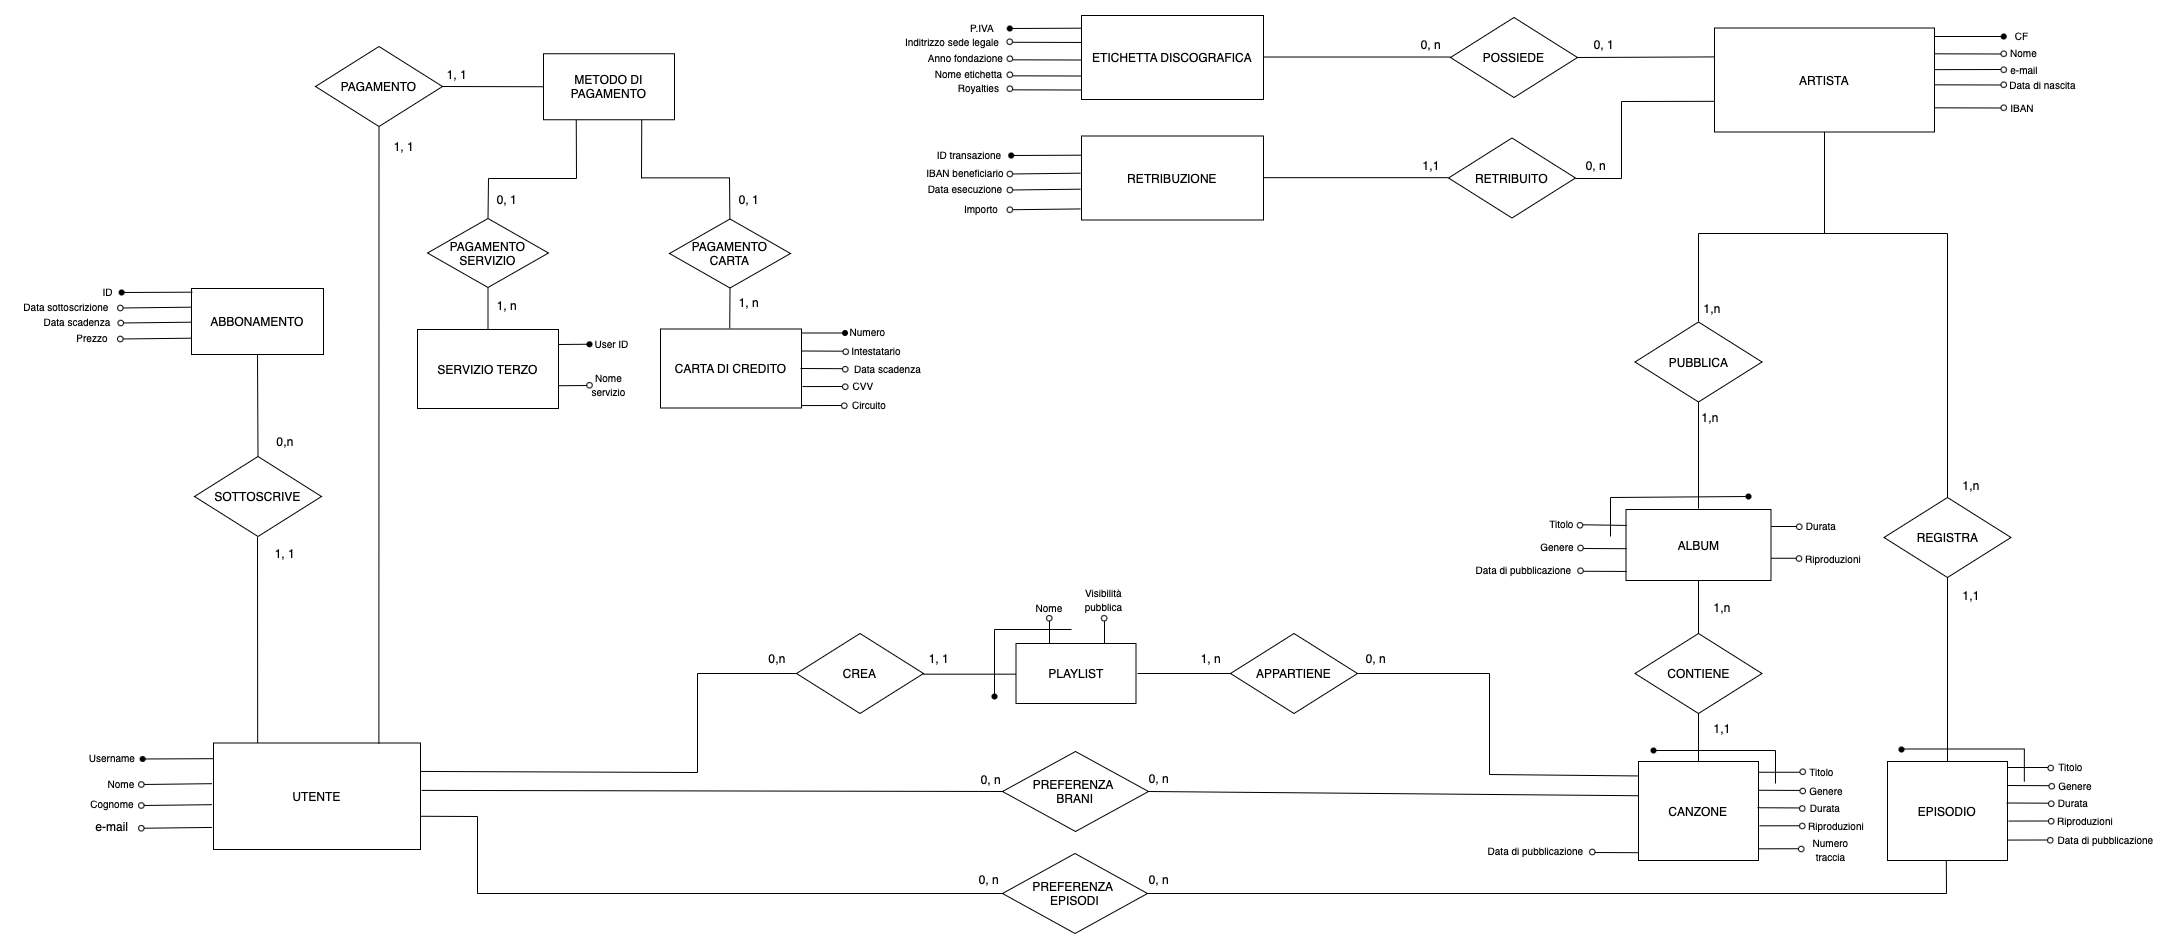 PAGAMENTO
1, 1
METODO DI
PAGAMENTO
1, 1
0, 1
0, 1
PAGAMENTO
SERVIZIO
PAGAMENTO
CARTA
1, n
1, n
SERVIZIO TERZO
User ID
Nome
servizio
CARTA DI CREDITO
Numero
Intestatario
Data scadenza
CVV
Circuito
ID
Data sottoscrizione
Data scadenza
Prezzo
ABBONAMENTO
0,n
SOTTOSCRIVE
1, 1
P.IVA
Inditrizzo sede legale
Anno fondazione
Nome etichetta
Royalties
ETICHETTA DISCOGRAFICA
0, n
POSSIEDE
0, 1
ARTISTA
CF
Nome
e-mail
Data di nascita
IBAN
ID transazione
IBAN beneficiario
Data esecuzione
Importo
RETRIBUZIONE
1,1
RETRIBUITO
0, n
1,n
PUBBLICA
1,n
Titolo
Genere
Data di pubblicazione
ALBUM
Durata
Riproduzioni
1,n
REGISTRA
1,1
1,n
CONTIENE
1,1
Nome
Visibilità
pubblica
0,n
CREA
1, 1
PLAYLIST
1, n
APPARTIENE
0, n
Username
Nome
Cognome
e-mail
UTENTE
0, n
PREFERENZA
BRANI
0, n
CANZONE
Titolo
Genere
Durata
Riproduzioni
Numero
traccia
Data di pubblicazione
EPISODIO
Titolo
Genere
Durata
Riproduzioni
Data di pubblicazione
0, n
PREFERENZA
EPISODI
0, n